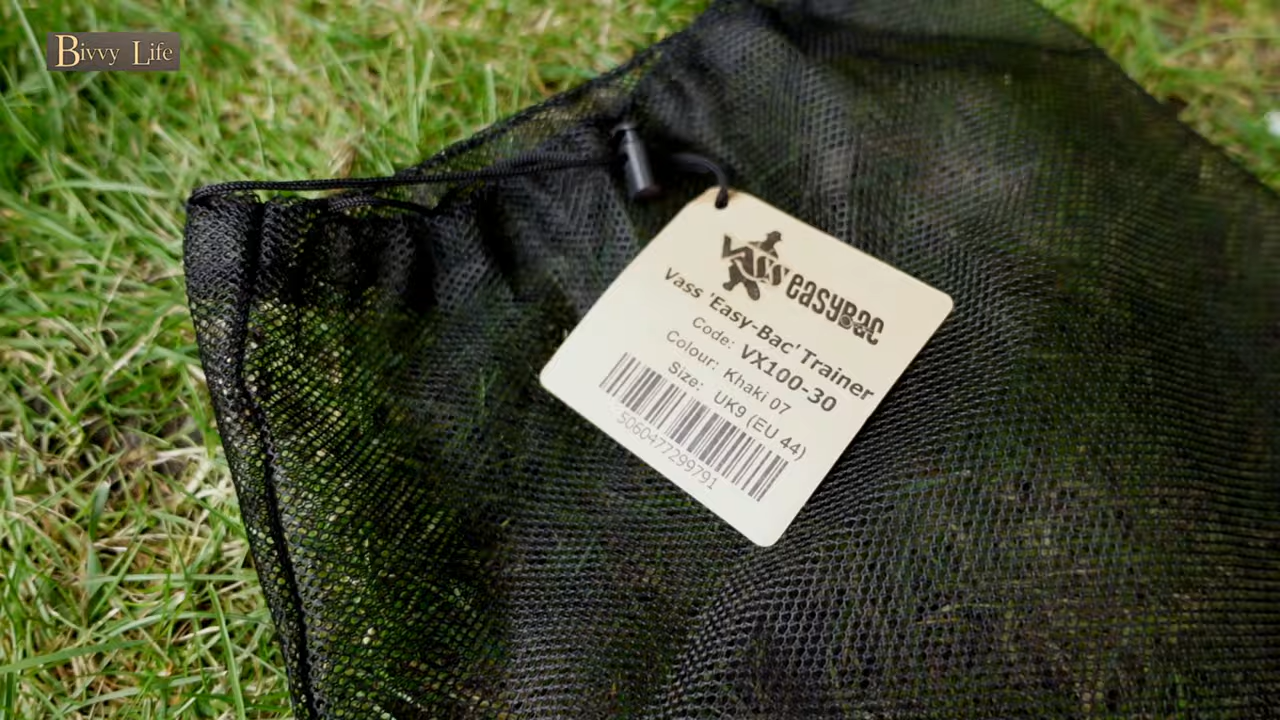 Bivvy Life
VASS easyBac
Vass 'Easy-Bac' Trainer
Code: VX100-30
Colour: Khaki 07
Size: UK9 (EU 44)
5060477299791